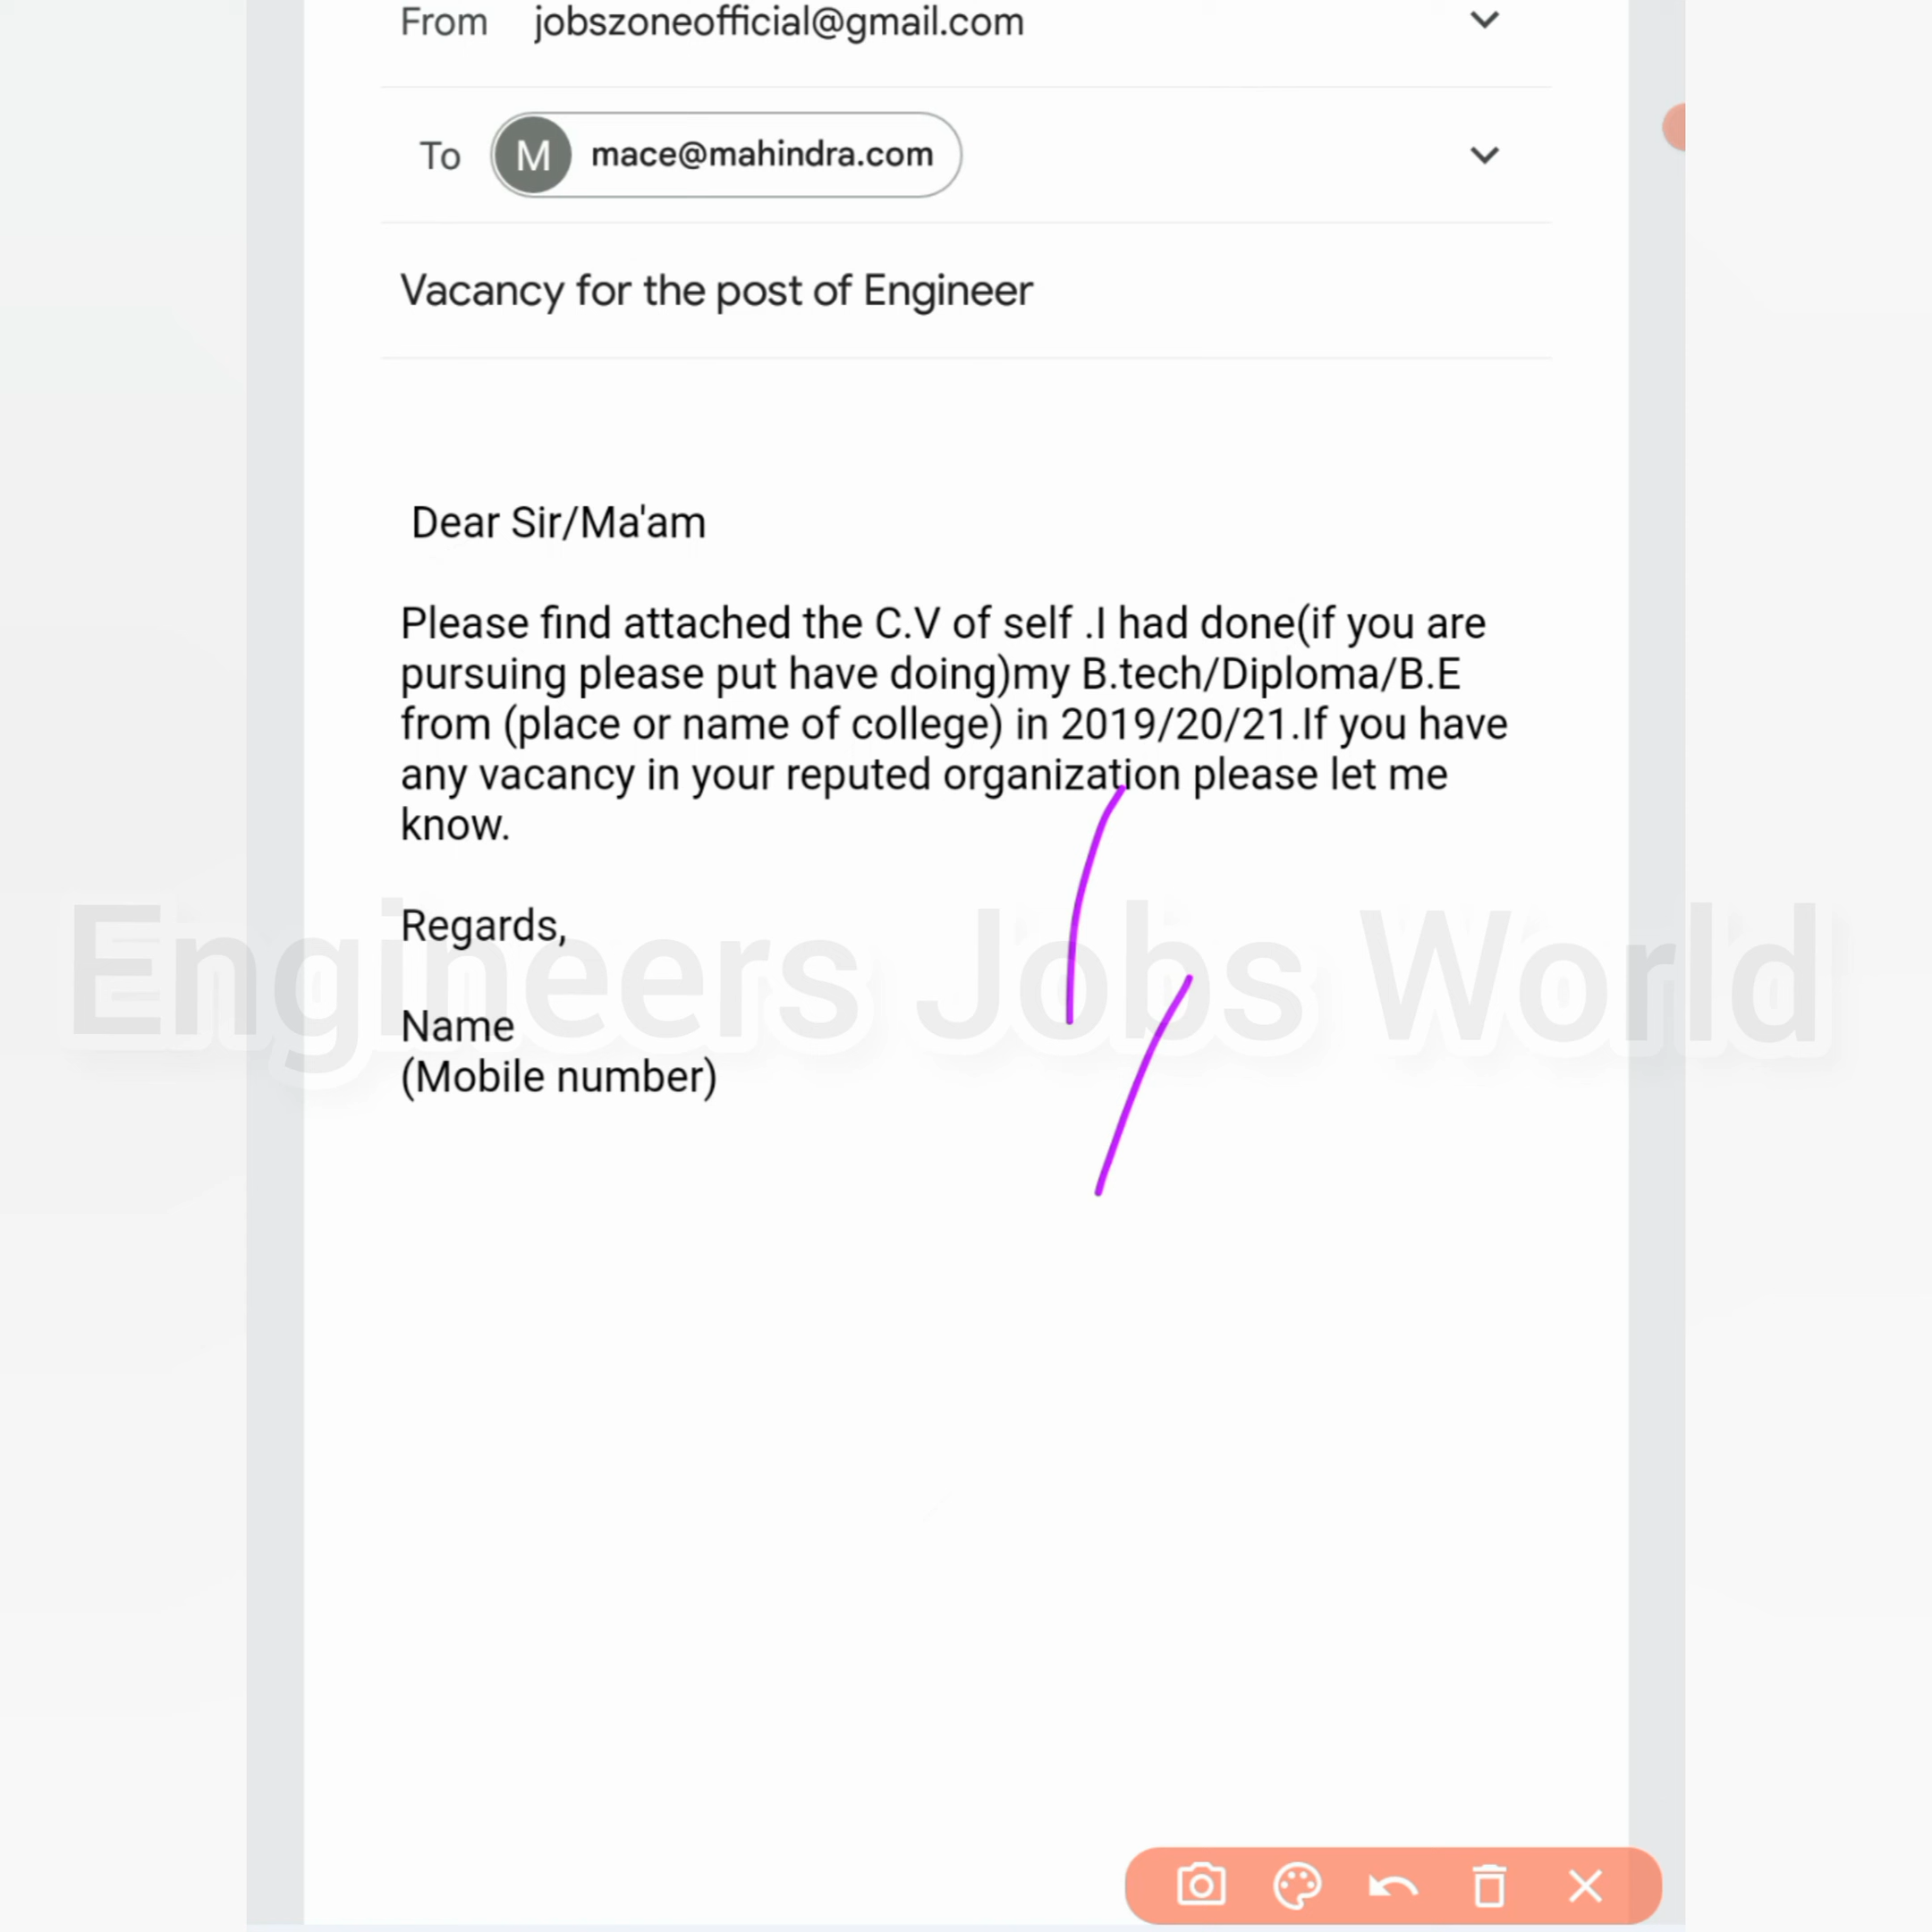 From jobszoneofficial@gmail.com
To M mace@mahindra.com
Vacancy for the post of Engineer
Dear Sir/Ma'am
Please find attached the C.V of self .I had done(if you are
pursuing please put have doing)my B.tech/Diploma/B.E
from (place or name of college) in 2019/20/21.If you have
any vacancy in your reputed organization please let me
know.
Regards,
Engineers Jobs World
Name
(Mobile number)